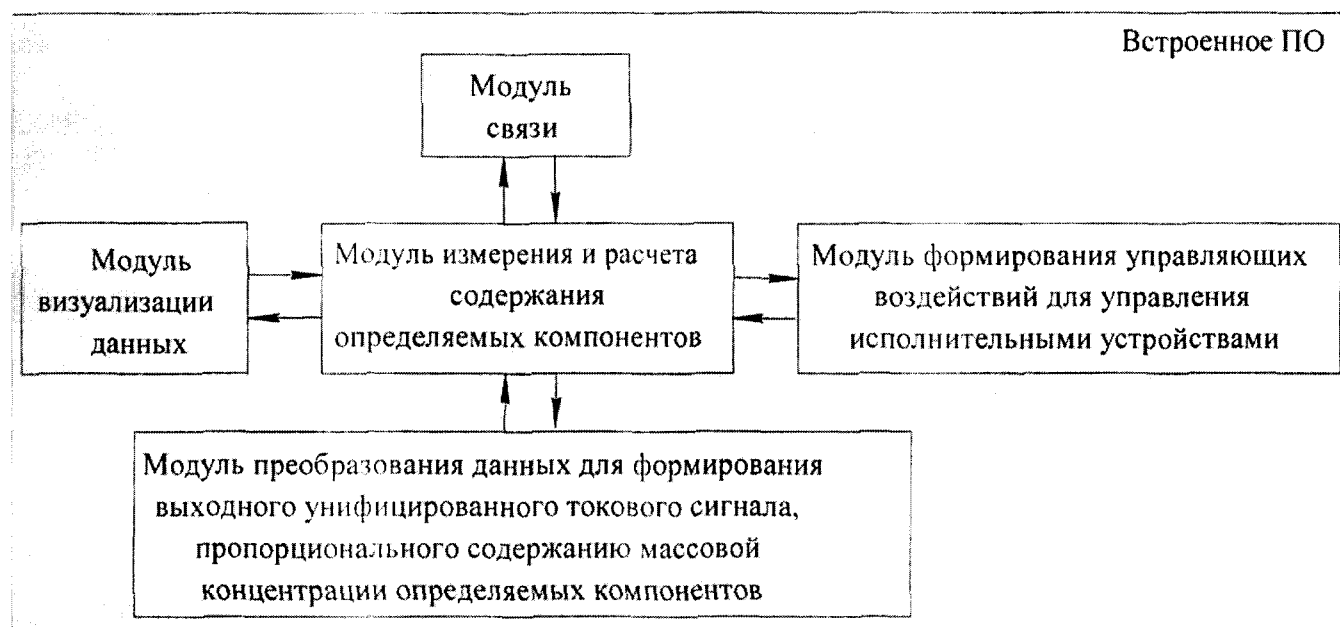 Встроенное ПО
Модуль
связи
Модуль
визуализации
данных
Модуль измерения и расчета
содержания
определяемых компонентов
Модуль формирования управляющих
воздействий для управления
исполнительными устройствами
Модуль преобразования данных для формирования
выходного унифицированного токового сигнала,
пропорционального содержанию массовой
концентрации определяемых компонентов